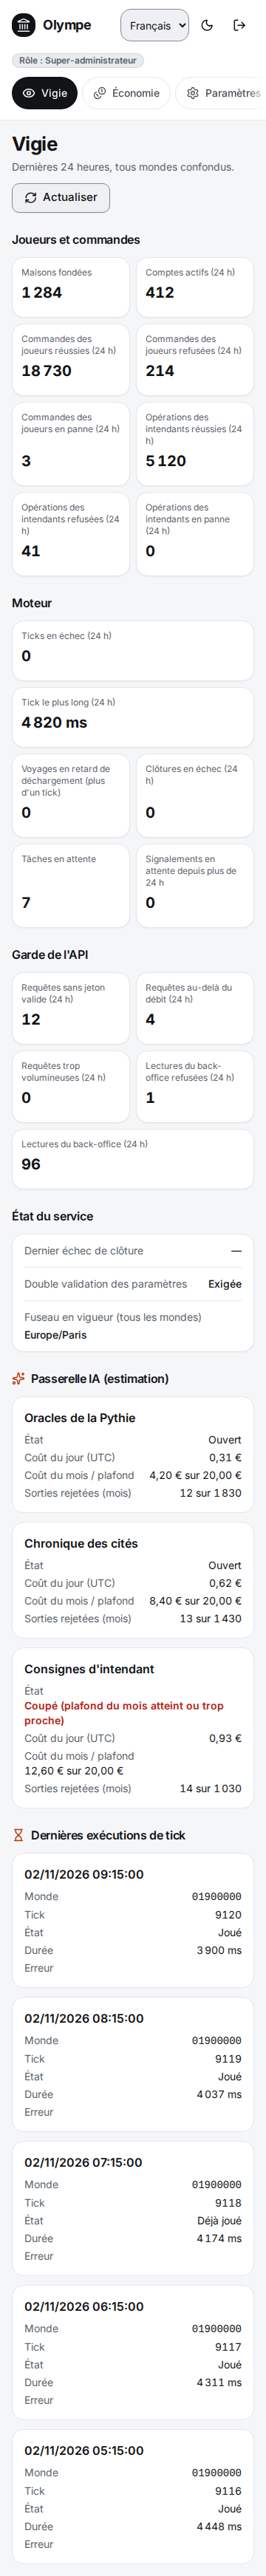 Olympe
Français
Rôle : Super-administrateur
Vigie
Économie
Paramètres
Vigie
Dernières 24 heures, tous mondes confondus.
Actualiser
Joueurs et commandes
Maisons fondées
1 284
Comptes actifs (24 h)
412
Commandes des
joueurs réussies (24 h)
18 730
Commandes des
joueurs refusées (24 h)
214
Commandes des
joueurs en panne (24 h)
3
Opérations des
intendants réussies (24
h)
5 120
Opérations des
intendants refusées (24
h)
41
Opérations des
intendants en panne
(24 h)
0
Moteur
Ticks en échec (24 h)
0
Tick le plus long (24 h)
4 820 ms
Voyages en retard de
déchargement (plus
d'un tick)
0
Clôtures en échec (24
h)
0
Tâches en attente
7
Signalements en
attente depuis plus de
24 h
0
Garde de l'API
Requêtes sans jeton
valide (24 h)
12
Requêtes au-delà du
débit (24 h)
4
Requêtes trop
volumineuses (24 h)
0
Lectures du back-
office refusées (24 h)
1
Lectures du back-office (24 h)
96
État du service
Dernier échec de clôture —
Double validation des paramètres Exigée
Fuseau en vigueur (tous les mondes)
Europe/Paris
Passerelle IA (estimation)
Oracles de la Pythie
État Ouvert
Coût du jour (UTC) 0,31 €
Coût du mois / plafond 4,20 € sur 20,00 €
Sorties rejetées (mois) 12 sur 1 830
Chronique des cités
État Ouvert
Coût du jour (UTC) 0,62 €
Coût du mois / plafond 8,40 € sur 20,00 €
Sorties rejetées (mois) 13 sur 1 430
Consignes d'intendant
État
Coupé (plafond du mois atteint ou trop
proche)
Coût du jour (UTC) 0,93 €
Coût du mois / plafond
12,60 € sur 20,00 €
Sorties rejetées (mois) 14 sur 1 030
Dernières exécutions de tick
02/11/2026 09:15:00
Monde 01900000
Tick 9120
État Joué
Durée 3 900 ms
Erreur
02/11/2026 08:15:00
Monde 01900000
Tick 9119
État Joué
Durée 4 037 ms
Erreur
02/11/2026 07:15:00
Monde 01900000
Tick 9118
État Déjà joué
Durée 4 174 ms
Erreur
02/11/2026 06:15:00
Monde 01900000
Tick 9117
État Joué
Durée 4 311 ms
Erreur
02/11/2026 05:15:00
Monde 01900000
Tick 9116
État Joué
Durée 4 448 ms
Erreur